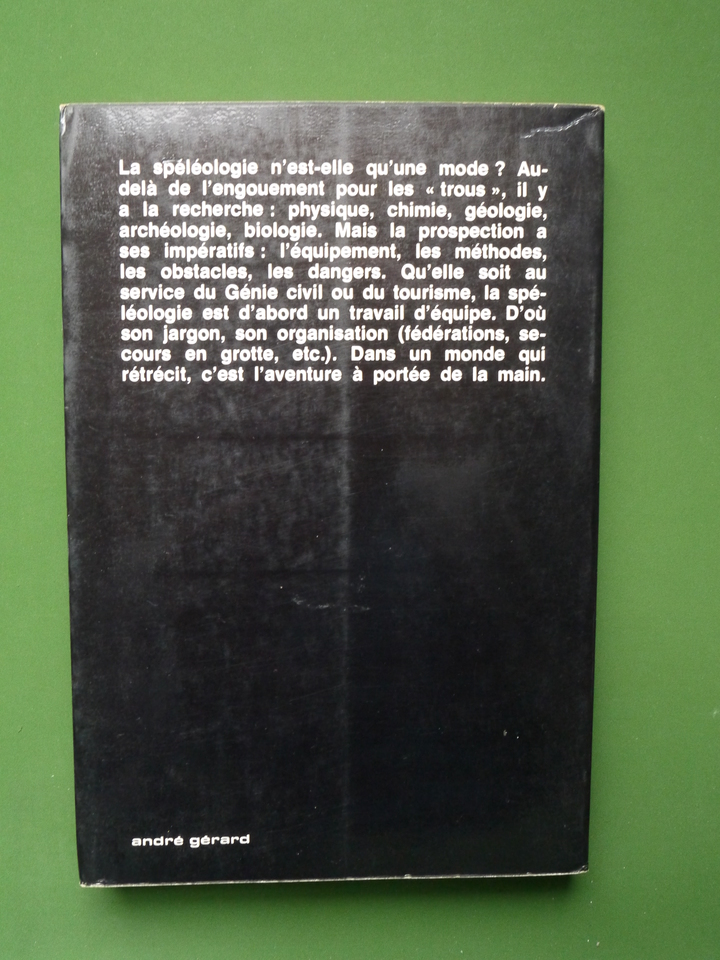 La spéléologie n'est-elle qu'une mode ? Au-
delà de l'engouement pour les « trous », il y
a la recherche : physique, chimie, géologie,
archéologie, biologie. Mais la prospection a
ses impératifs : l'équipement, les méthodes,
les obstacles, les dangers. Qu'elle soit au
service du Génie civil ou du tourisme, la spé-
léologie est d'abord un travail d'équipe. D'où
son jargon, son organisation (fédérations, se-
cours en grotte, etc.). Dans un monde qui
rétrécit, c'est l'aventure à portée de la main.
andré gérard